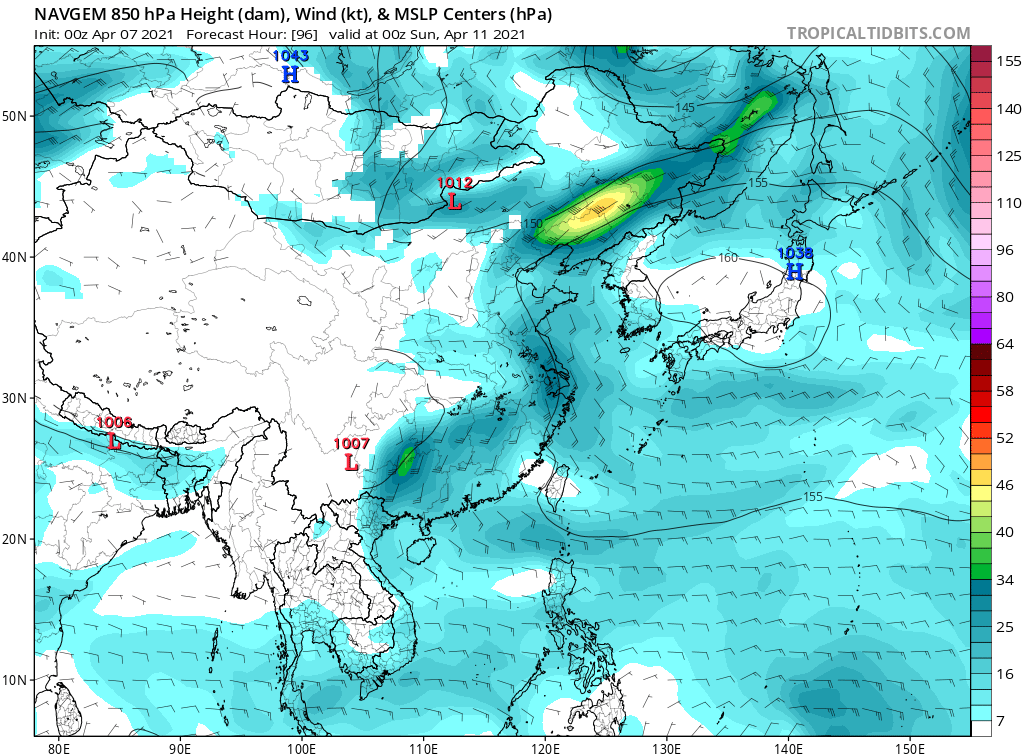 NAVGEM 850 hPa Height (dam), Wind (kt), & MSLP Centers (hPa)
Init: 00z Apr 07 2021 Forecast Hour: [96] valid at 00z Sun, Apr 11 2021
TROPICALTIDBITS.COM
1043
H
145
155
1012
L
150
160
1038
H
1006
L
1007
L
155
50N
40N
30N
20N
10N
80E
90E
100E
110E
120E
130E
140E
150E
155
140
125
110
96
80
64
58
52
46
40
34
25
16
7